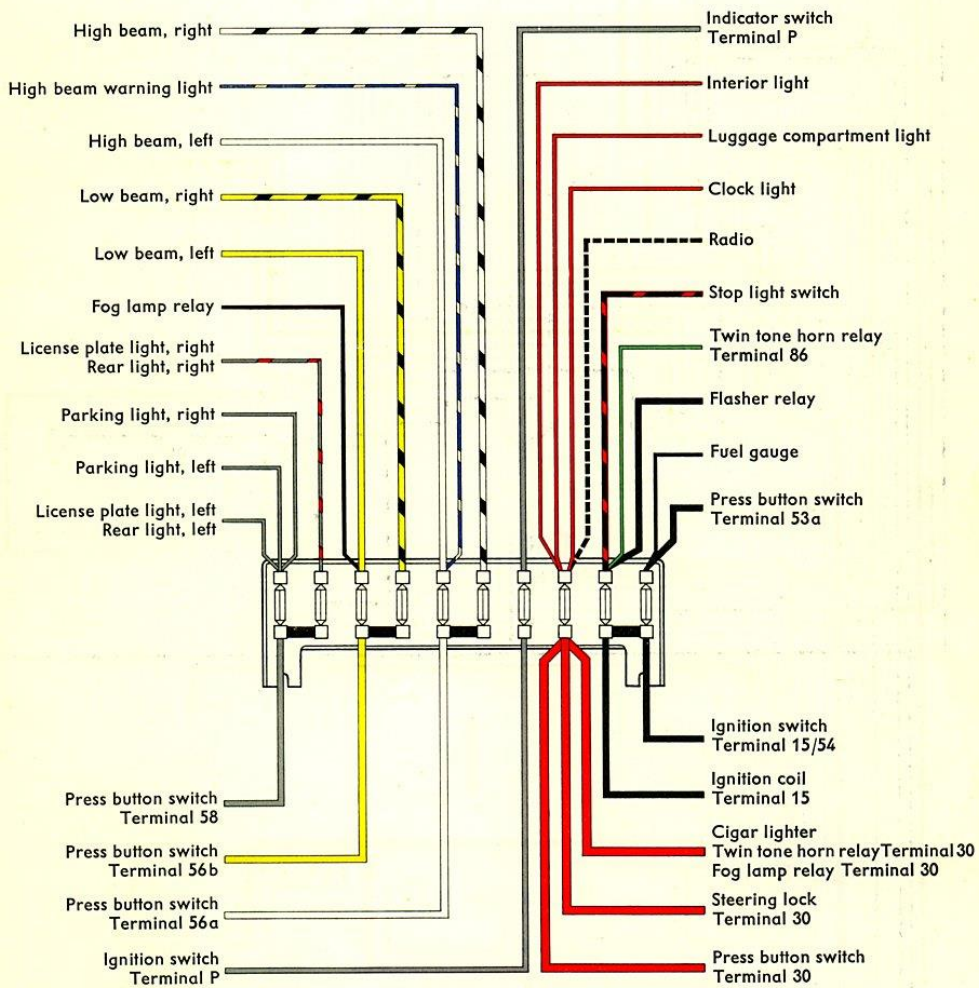 High beam, right
High beam warning light
High beam, left
Low beam, right
Low beam, left
Fog lamp relay
License plate light, right
Rear light, right
Parking light, right
Parking light, left
License plate light, left
Rear light, left
Indicator switch
Terminal P
Interior light
Luggage compartment light
Clock light
Radio
Stop light switch
Twin tone horn relay
Terminal 86
Flasher relay
Fuel gauge
Press button switch
Terminal 53a
Press button switch
Terminal 58
Press button switch
Terminal 56b
Press button switch
Terminal 56a
Ignition switch
Terminal P
Ignition switch
Terminal 15/54
Ignition coil
Terminal 15
Cigar lighter
Twin tone horn relay Terminal 30
Fog lamp relay Terminal 30
Steering lock
Terminal 30
Press button switch
Terminal 30